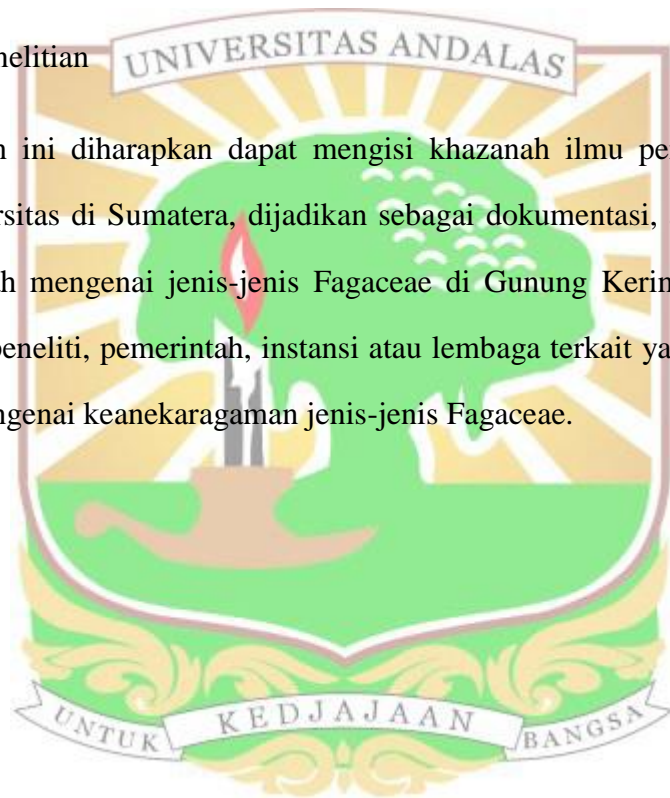 UNIVERSITAS ANDALAS
nelitian
n ini diharapkan dapat mengisi khazanah ilmu pe
rsitas di Sumatera, dijadikan sebagai dokumentasi,
ah mengenai jenis-jenis Fagaceae di Gunung Kerin
peneliti, pemerintah, instansi atau lembaga terkait ya
ngenai keanekaragaman jenis-jenis Fagaceae.
UNTUK KEDJAJAAN BANGSA